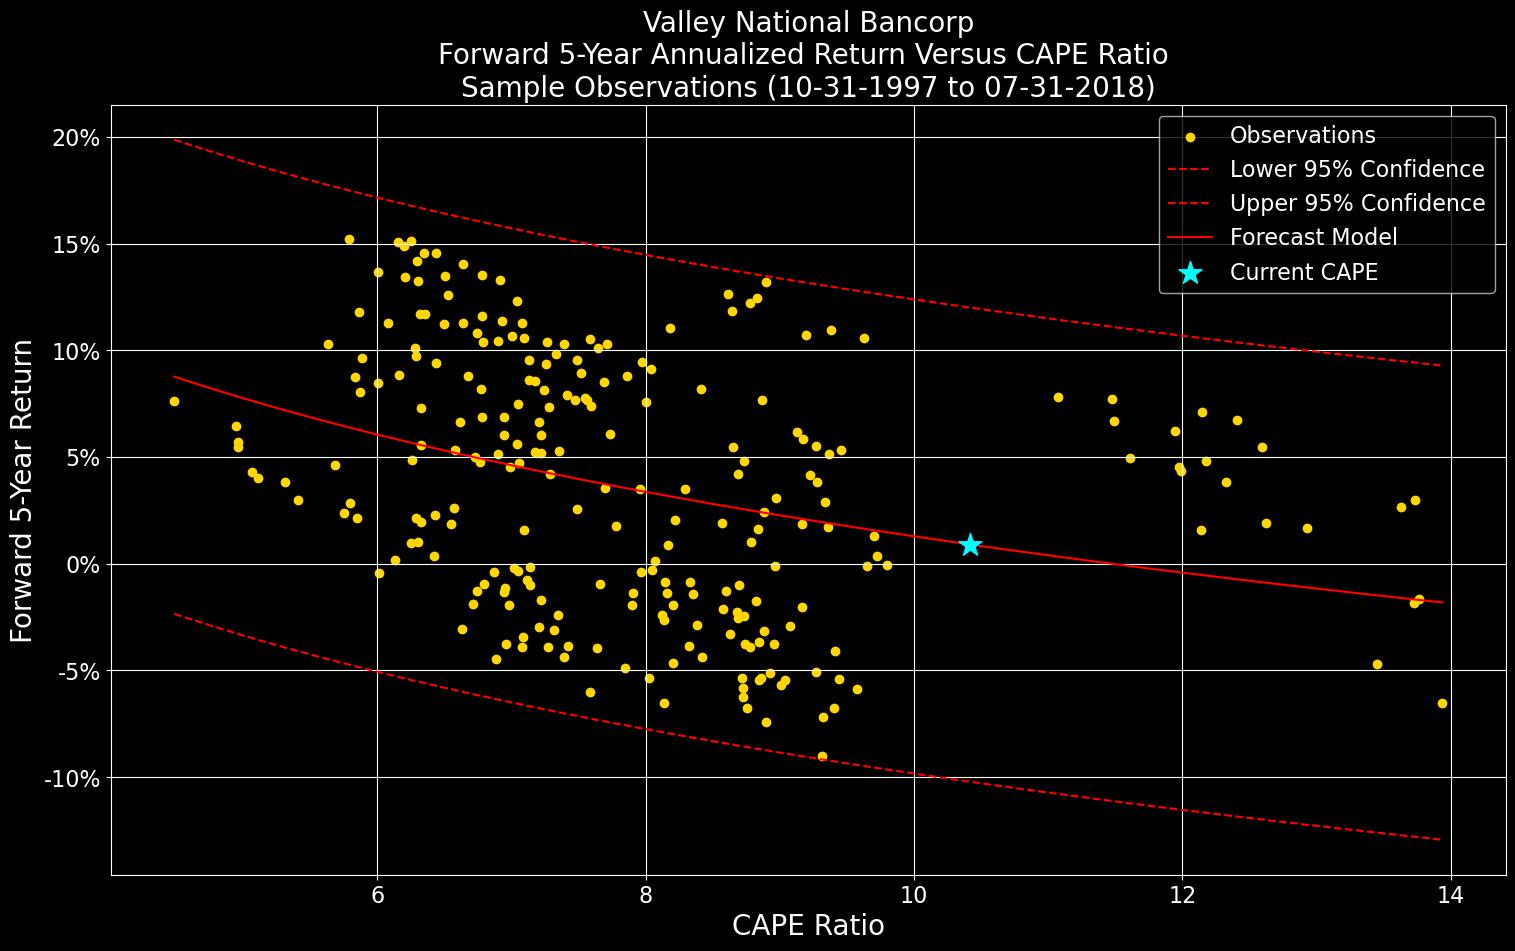 Valley National Bancorp
Forward 5-Year Annualized Return Versus CAPE Ratio
Sample Observations (10-31-1997 to 07-31-2018)
Observations
Lower 95% Confidence
Upper 95% Confidence
Forecast Model
Current CAPE
Forward 5-Year Return
20%
15%
10%
5%
0%
-5%
-10%
6 8 10 12 14
CAPE Ratio